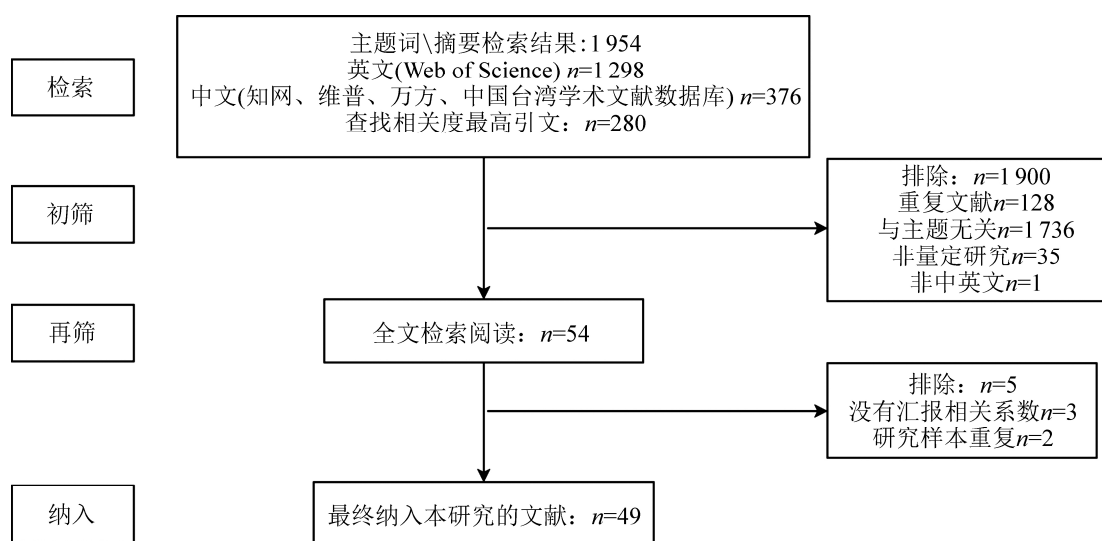 检索
主题词\摘要检索结果:1 954
英文(Web of Science) n=1 298
中文(知网、维普、万方、中国台湾学术文献数据库) n=376
查找相关度最高引文：n=280
初筛
排除：n=1 900
重复文献n=128
与主题无关n=1 736
非量定研究n=35
非中英文n=1
再筛
全文检索阅读：n=54
排除：n=5
没有汇报相关系数n=3
研究样本重复n=2
纳入
最终纳入本研究的文献：n=49